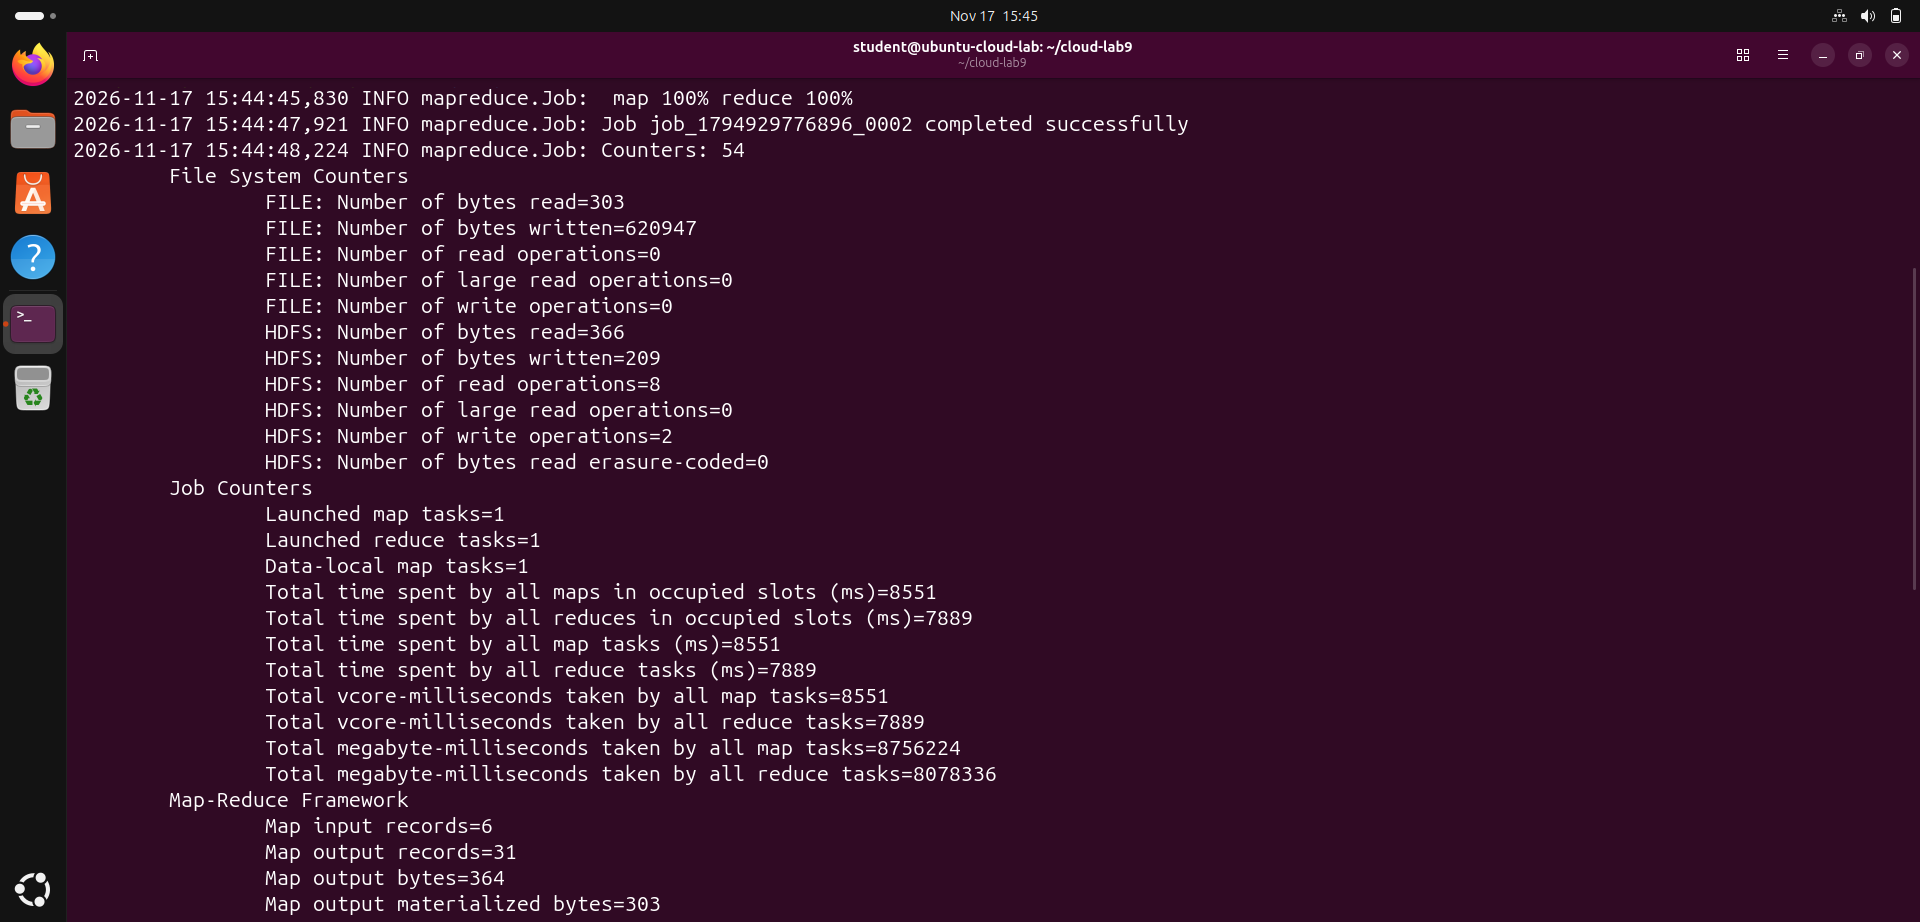 Nov 17 15:45
student@ubuntu-cloud-lab: ~/cloud-lab9
~/cloud-lab9
2026-11-17 15:44:45,830 INFO mapreduce.Job:  map 100% reduce 100%
2026-11-17 15:44:47,921 INFO mapreduce.Job: Job job_1794929776896_0002 completed successfully
2026-11-17 15:44:48,224 INFO mapreduce.Job: Counters: 54
File System Counters
FILE: Number of bytes read=303
FILE: Number of bytes written=620947
FILE: Number of read operations=0
FILE: Number of large read operations=0
FILE: Number of write operations=0
HDFS: Number of bytes read=366
HDFS: Number of bytes written=209
HDFS: Number of read operations=8
HDFS: Number of large read operations=0
HDFS: Number of write operations=2
HDFS: Number of bytes read erasure-coded=0
Job Counters
Launched map tasks=1
Launched reduce tasks=1
Data-local map tasks=1
Total time spent by all maps in occupied slots (ms)=8551
Total time spent by all reduces in occupied slots (ms)=7889
Total time spent by all map tasks (ms)=8551
Total time spent by all reduce tasks (ms)=7889
Total vcore-milliseconds taken by all map tasks=8551
Total vcore-milliseconds taken by all reduce tasks=7889
Total megabyte-milliseconds taken by all map tasks=8756224
Total megabyte-milliseconds taken by all reduce tasks=8078336
Map-Reduce Framework
Map input records=6
Map output records=31
Map output bytes=364
Map output materialized bytes=303